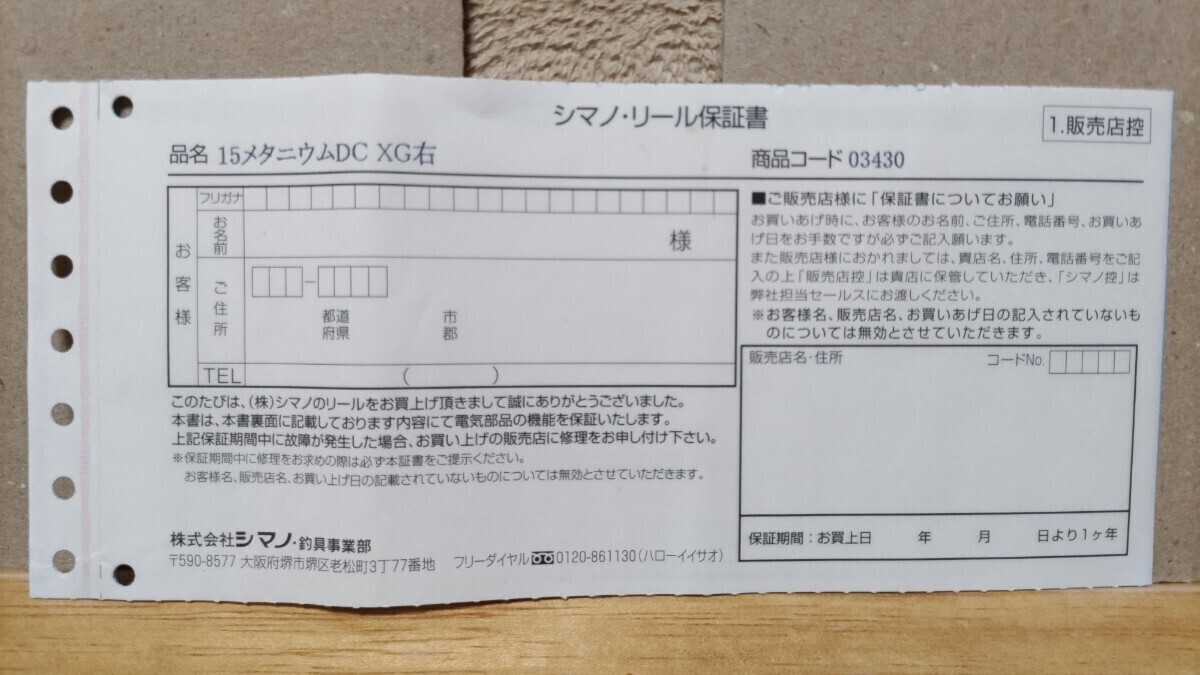 シマノ・リール保証書
1.販売店控
品名 15メタニウムDC XG右
商品コード 03430
フリガナ
お客様
お名前
様
ご住所
都道府県
市郡
TEL ( )
■ご販売店様に「保証書についてお願い」
お買いあげ時に、お客様のお名前、ご住所、電話番号、お買いあ
げ日をお手数ですが必ずご記入願います。
また販売店様におかれましては、貴店名、住所、電話番号をご記
入の上「販売店控」は貴店に保管していただき、「シマノ控」は
弊社担当セールスにお渡しください。
※お客様名、販売店名、お買いあげ日の記入されていないも
のについては無効とさせていただきます。
販売店名・住所
コードNo.
保証期間：お買上日 年 月 日より1ヶ年
このたびは、(株)シマノのリールをお買上げ頂きまして誠にありがとうございました。
本書は、本書裏面に記載しております内容にて電気部品の機能を保証いたします。
上記保証期間中に故障が発生した場合、お買い上げの販売店に修理をお申し付け下さい。
※保証期間中に修理をお求めの際は必ず本証書をご提示ください。
お客様名、販売店名、お買い上げ日の記載されていないものについては無効とさせていただきます。
株式会社シマノ・釣具事業部
〒590-8577 大阪府堺市堺区老松町3丁77番地 フリーダイヤル 0120-861130(ハローイイサオ)